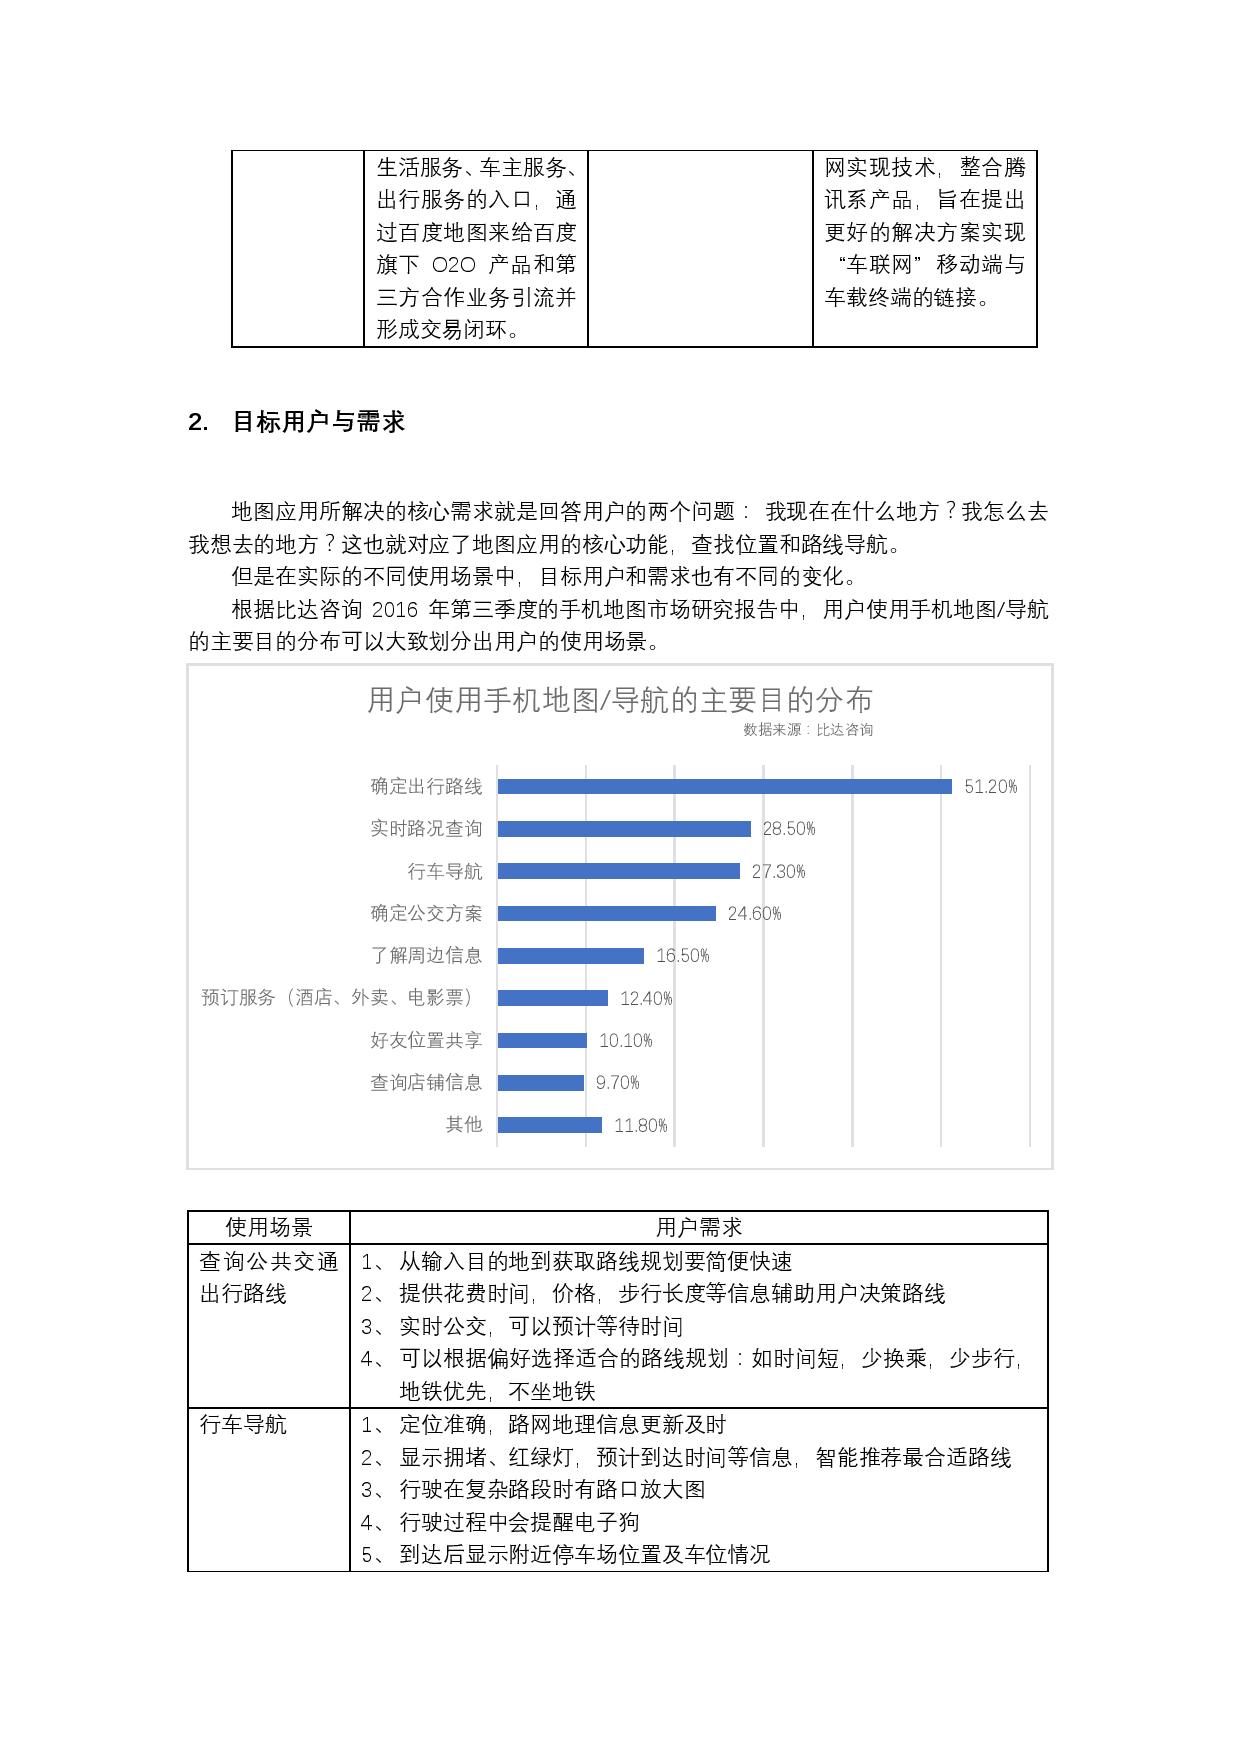 生活服务、车主服务、
出行服务的入口，通
过百度地图来给百度
旗下 O2O 产品和第
三方合作业务引流并
形成交易闭环。
网实现技术，整合腾
讯系产品，旨在提出
更好的解决方案实现
“车联网”移动端与
车载终端的链接。
2. 目标用户与需求
地图应用所解决的核心需求就是回答用户的两个问题：我现在在什么地方？我怎么去
我想去的地方？这也就对应了地图应用的核心功能，查找位置和路线导航。
但是在实际的不同使用场景中，目标用户和需求也有不同的变化。
根据比达咨询 2016 年第三季度的手机地图市场研究报告中，用户使用手机地图/导航
的主要目的分布可以大致划分出用户的使用场景。
用户使用手机地图/导航的主要目的分布
数据来源：比达咨询
确定出行路线 51.20%
实时路况查询 28.50%
行车导航 27.30%
确定公交方案 24.60%
了解周边信息 16.50%
预订服务（酒店、外卖、电影票） 12.40%
好友位置共享 10.10%
查询店铺信息 9.70%
其他 11.80%
使用场景 用户需求
查询公共交通
出行路线
1、 从输入目的地到获取路线规划要简便快速
2、 提供花费时间，价格，步行长度等信息辅助用户决策路线
3、 实时公交，可以预计等待时间
4、 可以根据偏好选择适合的路线规划：如时间短，少换乘，少步行，
地铁优先，不坐地铁
行车导航
1、 定位准确，路网地理信息更新及时
2、 显示拥堵、红绿灯，预计到达时间等信息，智能推荐最合适路线
3、 行驶在复杂路段时有路口放大图
4、 行驶过程中会提醒电子狗
5、 到达后显示附近停车场位置及车位情况